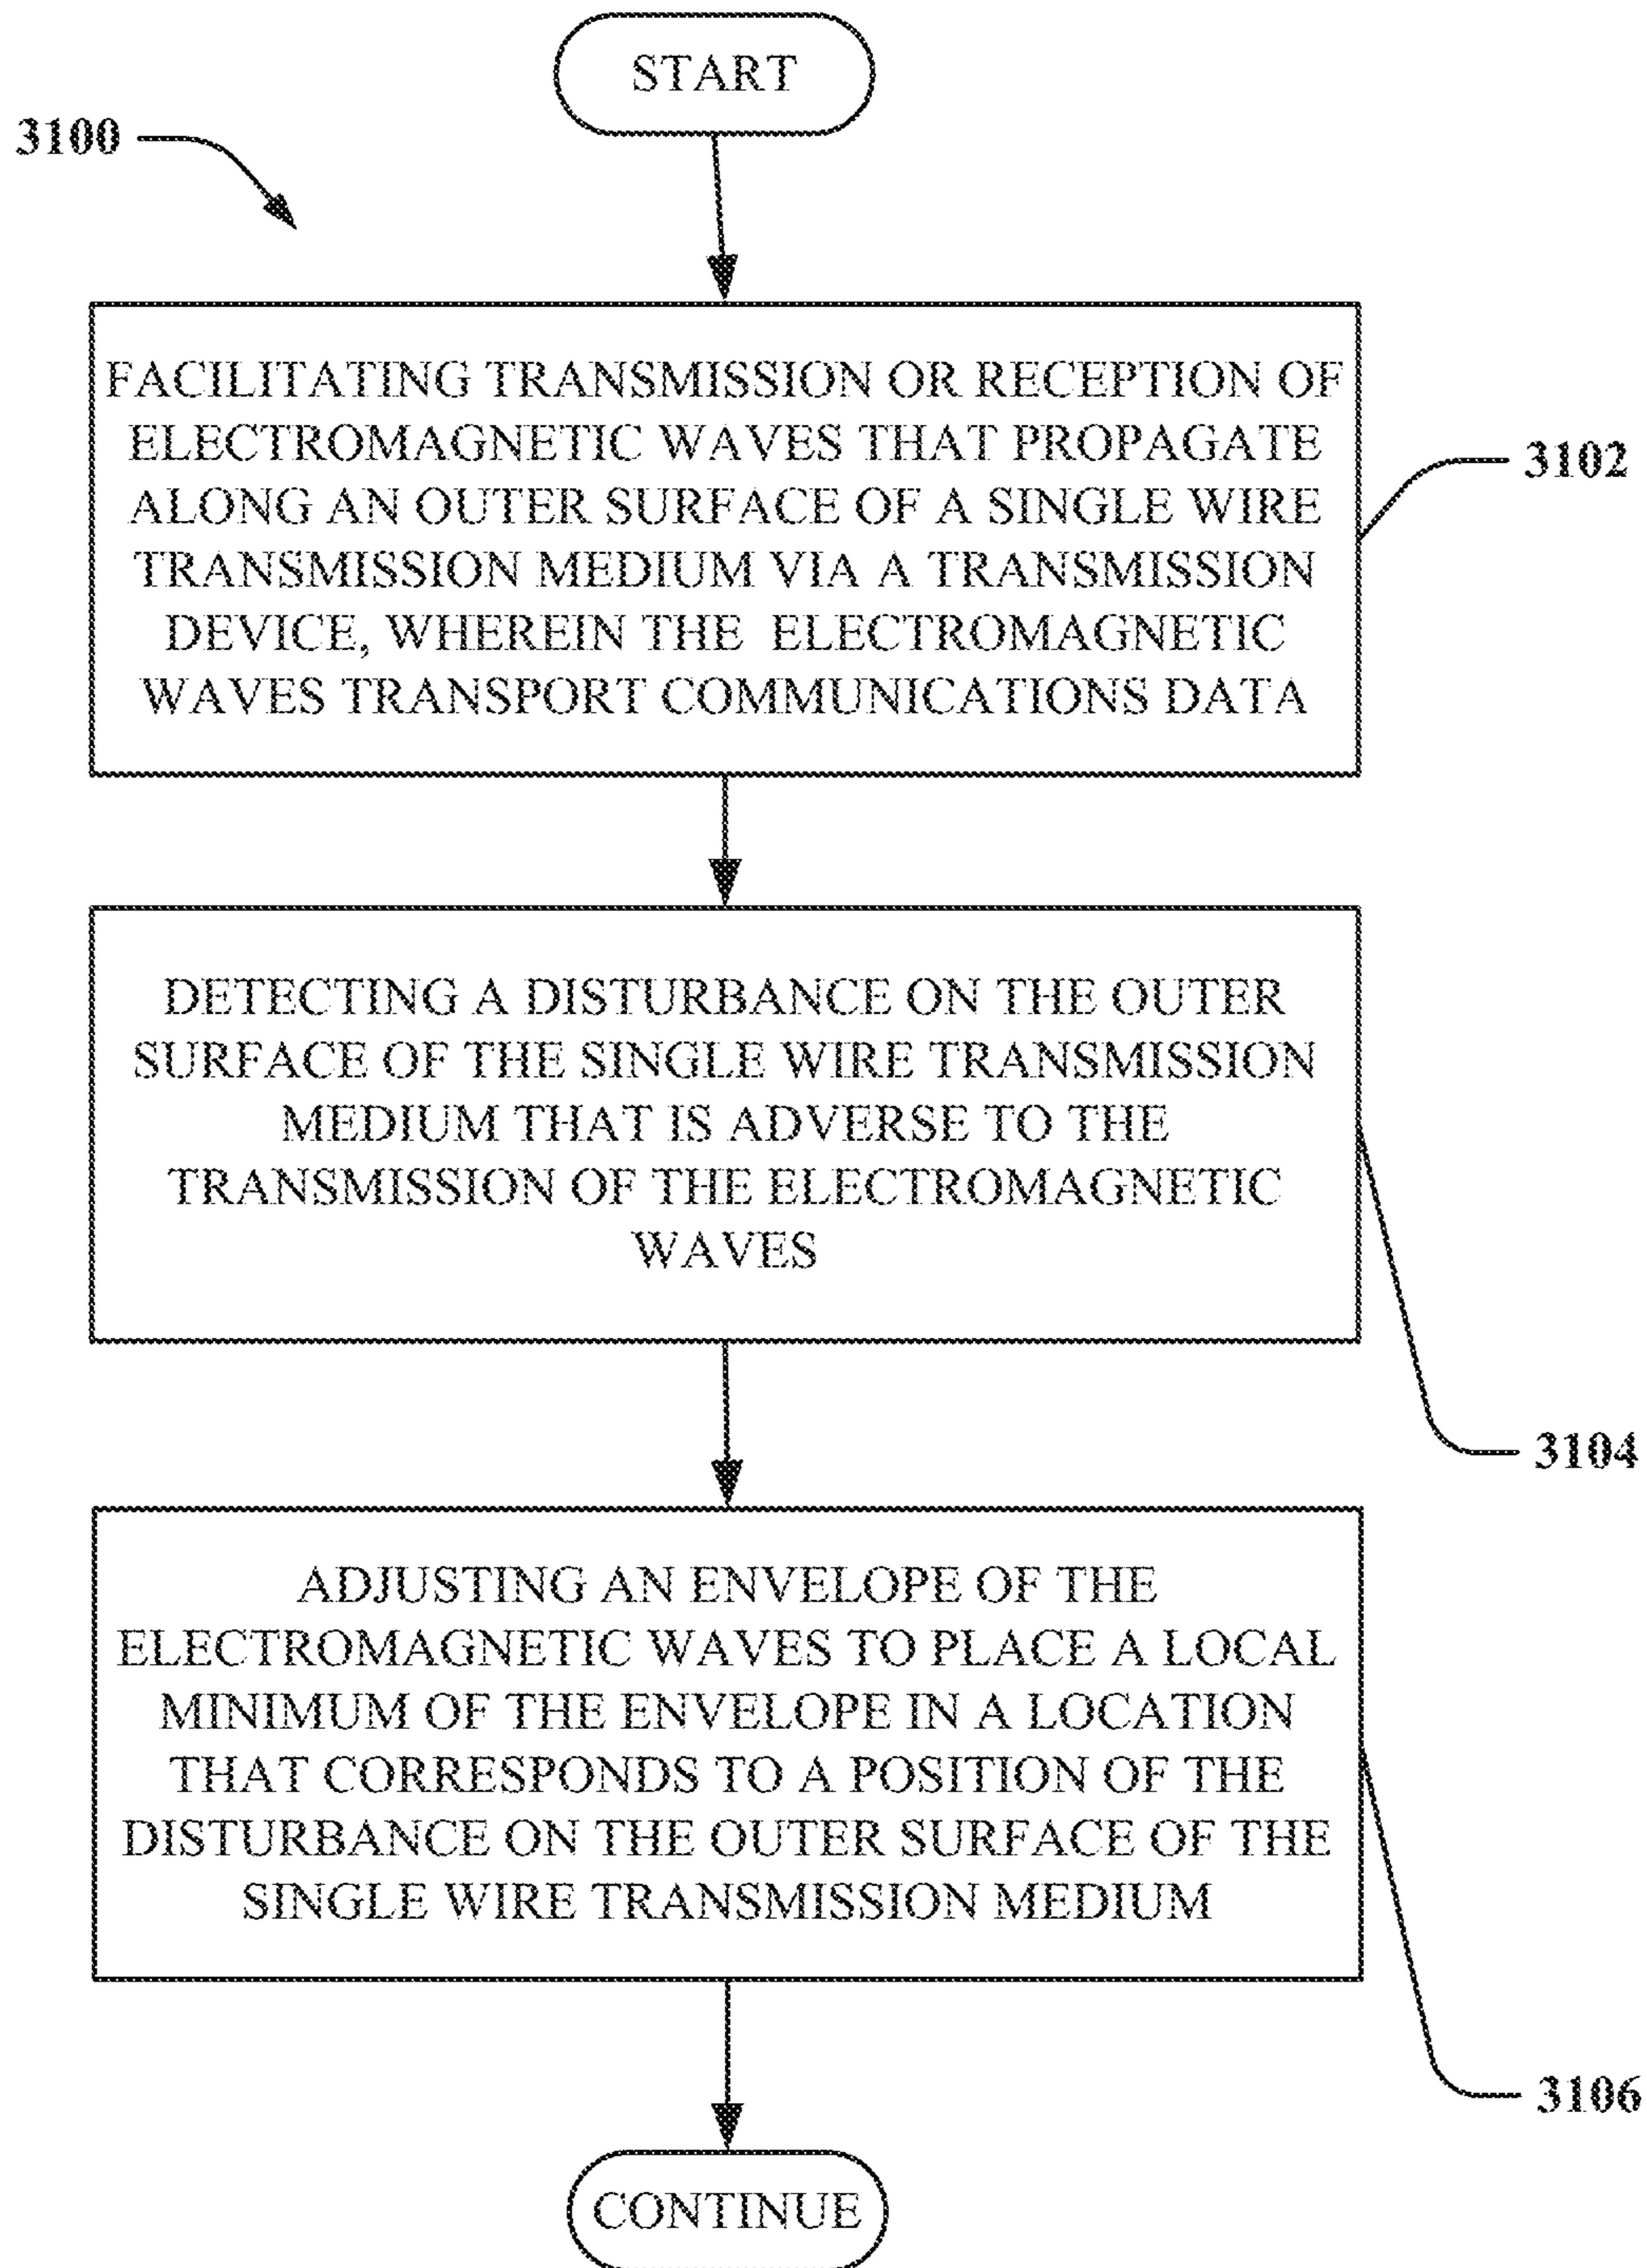 START
3100
FACILITATING TRANSMISSION OR RECEPTION OF
ELECTROMAGNETIC WAVES THAT PROPAGATE
ALONG AN OUTER SURFACE OF A SINGLE WIRE
TRANSMISSION MEDIUM VIA A TRANSMISSION
DEVICE, WHEREIN THE ELECTROMAGNETIC
WAVES TRANSPORT COMMUNICATIONS DATA
3102
DETECTING A DISTURBANCE ON THE OUTER
SURFACE OF THE SINGLE WIRE TRANSMISSION
MEDIUM THAT IS ADVERSE TO THE
TRANSMISSION OF THE ELECTROMAGNETIC
WAVES
3104
ADJUSTING AN ENVELOPE OF THE
ELECTROMAGNETIC WAVES TO PLACE A LOCAL
MINIMUM OF THE ENVELOPE IN A LOCATION
THAT CORRESPONDS TO A POSITION OF THE
DISTURBANCE ON THE OUTER SURFACE OF THE
SINGLE WIRE TRANSMISSION MEDIUM
3106
CONTINUE